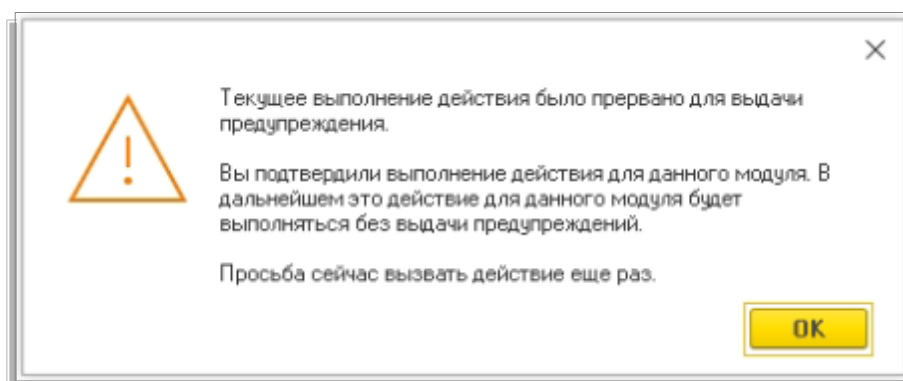 Текущее выполнение действия было прервано для выдачи
предупреждения.
Вы подтвердили выполнение действия для данного модуля. В
дальнейшем это действие для данного модуля будет
выполняться без выдачи предупреждений.
Просьба сейчас вызвать действие еще раз.
OK